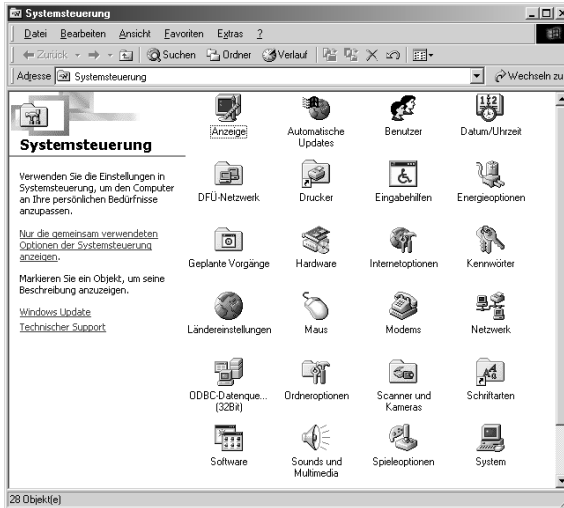 Systemsteuerung
Datei Bearbeiten Ansicht Favoriten Extras ?
Zurück Suchen Ordner Verlauf
Adresse Systemsteuerung Wechseln zu
Systemsteuerung
Verwenden Sie die Einstellungen in
Systemsteuerung, um den Computer
an Ihre persönlichen Bedürfnisse
anzupassen.
Nur die gemeinsam verwendeten
Optionen der Systemsteuerung
anzeigen.
Markieren Sie ein Objekt, um seine
Beschreibung anzuzeigen.
Windows Update
Technischer Support
Anzeige
Automatische
Updates
Benutzer
Datum/Uhrzeit
DFÜ-Netzwerk
Drucker
Eingabehilfen
Energieoptionen
Geplante Vorgänge
Hardware
Internetoptionen
Kennwörter
Ländereinstellungen
Maus
Modems
Netzwerk
ODBC-Datenque...
(32Bit)
Ordneroptionen
Scanner und
Kameras
Schriftarten
Software
Sounds und
Multimedia
Spieleoptionen
System
28 Objekt(e)